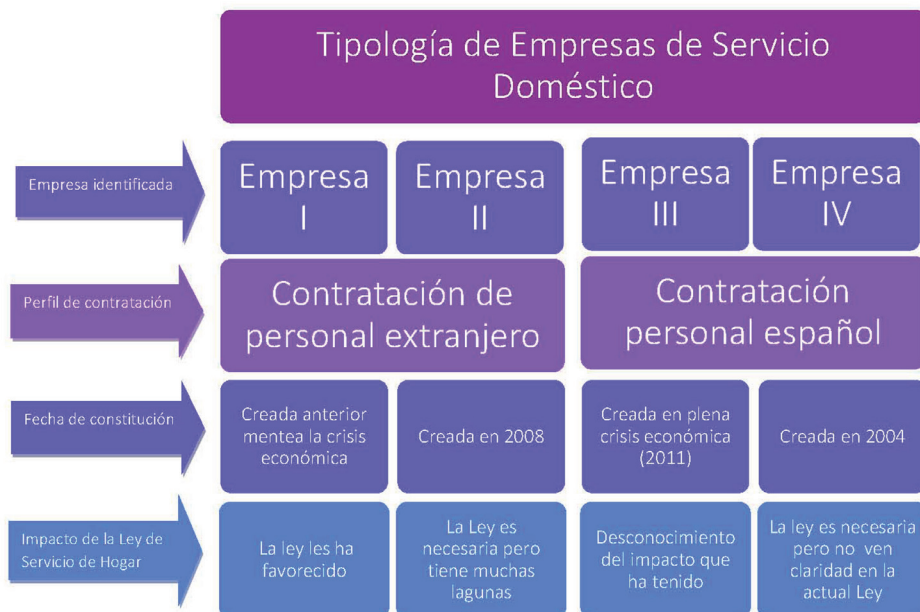 Tipología de Empresas de Servicio
Doméstico
Empresa identificada
Empresa
I
Empresa
II
Empresa
III
Empresa
IV
Perfil de contratación
Contratación de
personal extranjero
Contratación
personal español
Fecha de constitución
Creada anterior
mentea la crisis
económica
Creada en 2008
Creada en plena
crisis económica
(2011)
Creada en 2004
Impacto de la Ley de
Servicio de Hogar
La ley les ha
favorecido
La Ley es
necesaria pero
tiene muchas
lagunas
Desconocimiento
del impacto que
ha tenido
La ley es necesaria
pero no ven
claridad en la
actual Ley